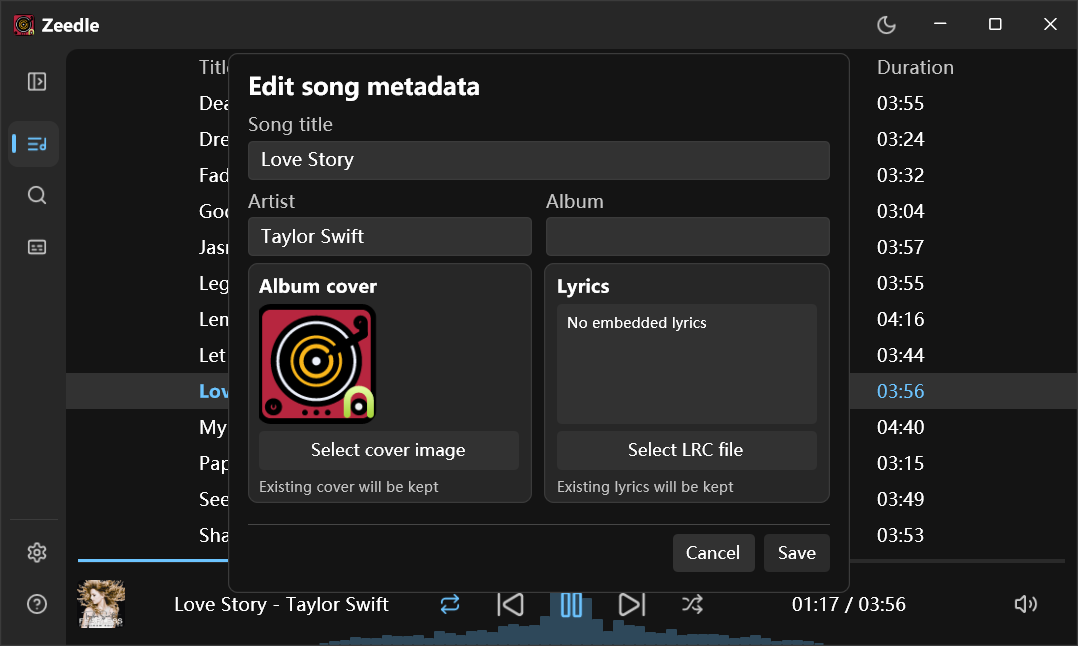 Zeedle
Duration
Edit song metadata
03:55
Song title
03:24
Love Story
03:32
Artist
Album
03:04
Taylor Swift
03:57
Album cover
Lyrics
03:55
No embedded lyrics
04:16
Let
03:44
03:56
My
04:40
Select cover image
Select LRC file
03:15
Existing cover will be kept
Existing lyrics will be kept
03:49
03:53
Cancel
Save
Love Story - Taylor Swift
01:17 / 03:56